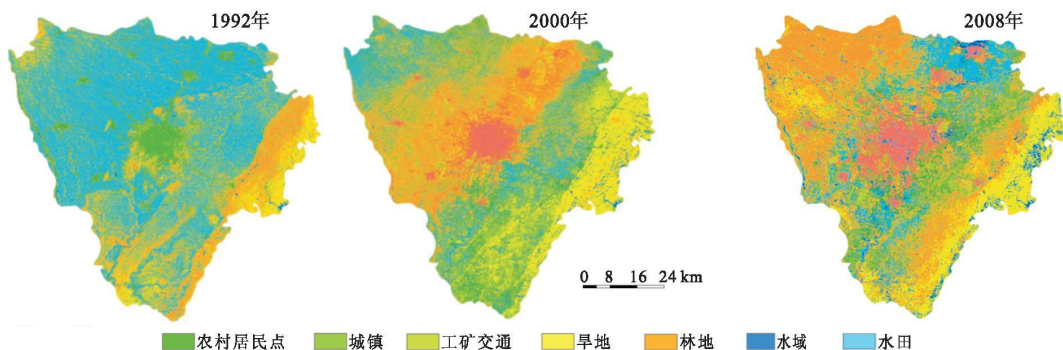 1992年
2000年
2008年
0 8 16 24 km
农村居民点 城镇 工矿交通 旱地 林地 水域 水田